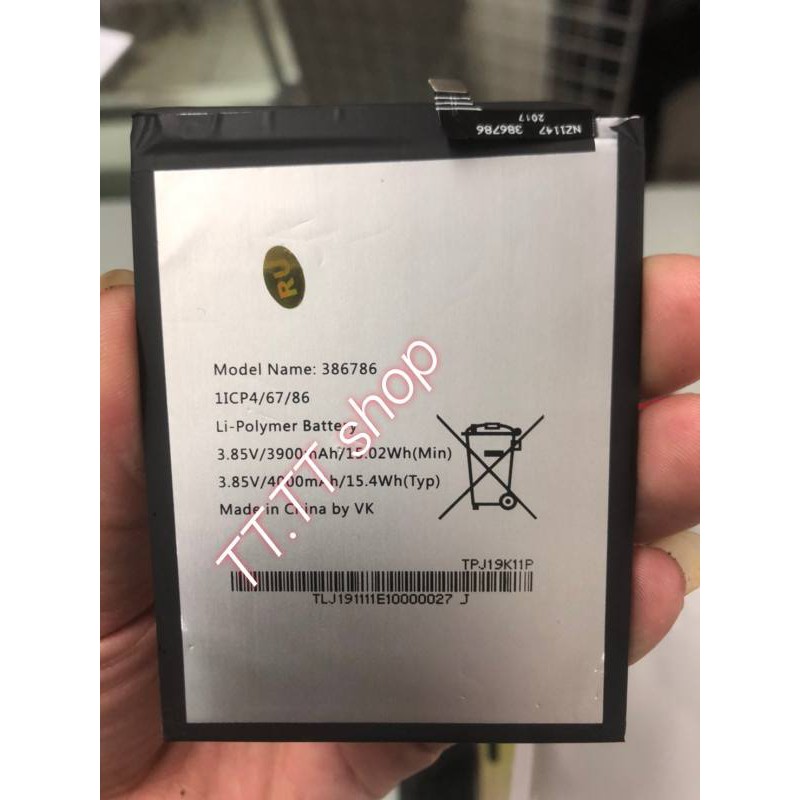 NZ1147 386786
2017
RU
Model Name: 386786
1ICP4/67/86
Li-Polymer Battery
3.85V/3900mAh/15.02Wh(Min)
3.85V/4000mAh/15.4Wh(Typ)
Made in China by VK
TPJ19K11P
TLJ191111E10000027 J
TT.TT shop